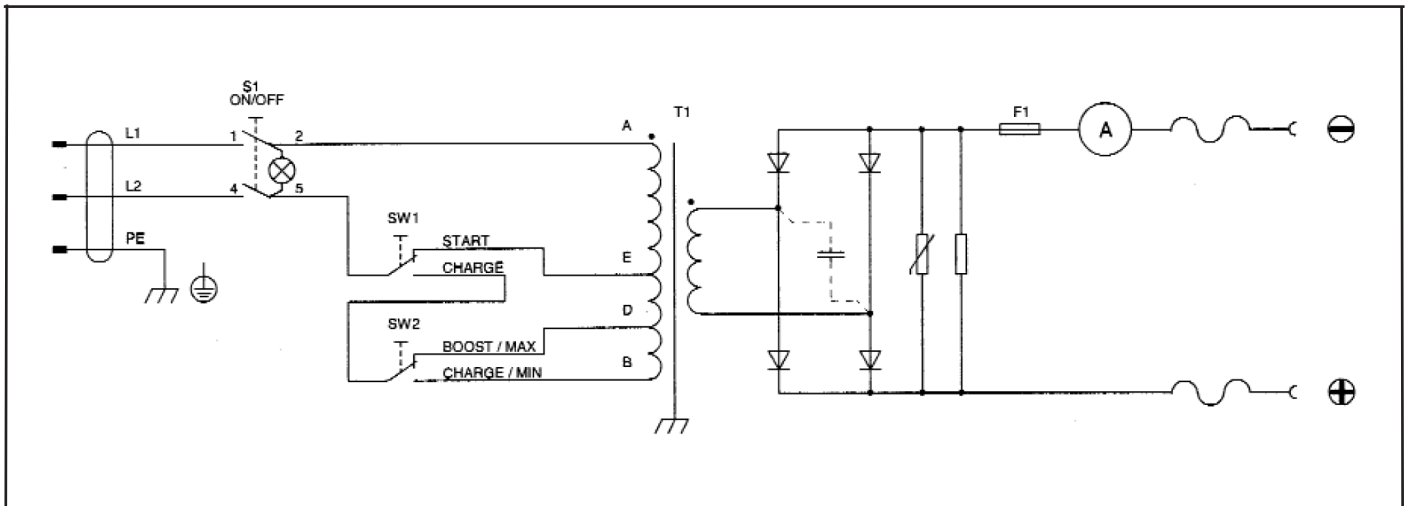 S1
ON/OFF
L1
1
2
L2
4
5
PE
SW1
START
CHARGE
SW2
BOOST / MAX
CHARGE / MIN
A
E
D
B
T1
F1
A